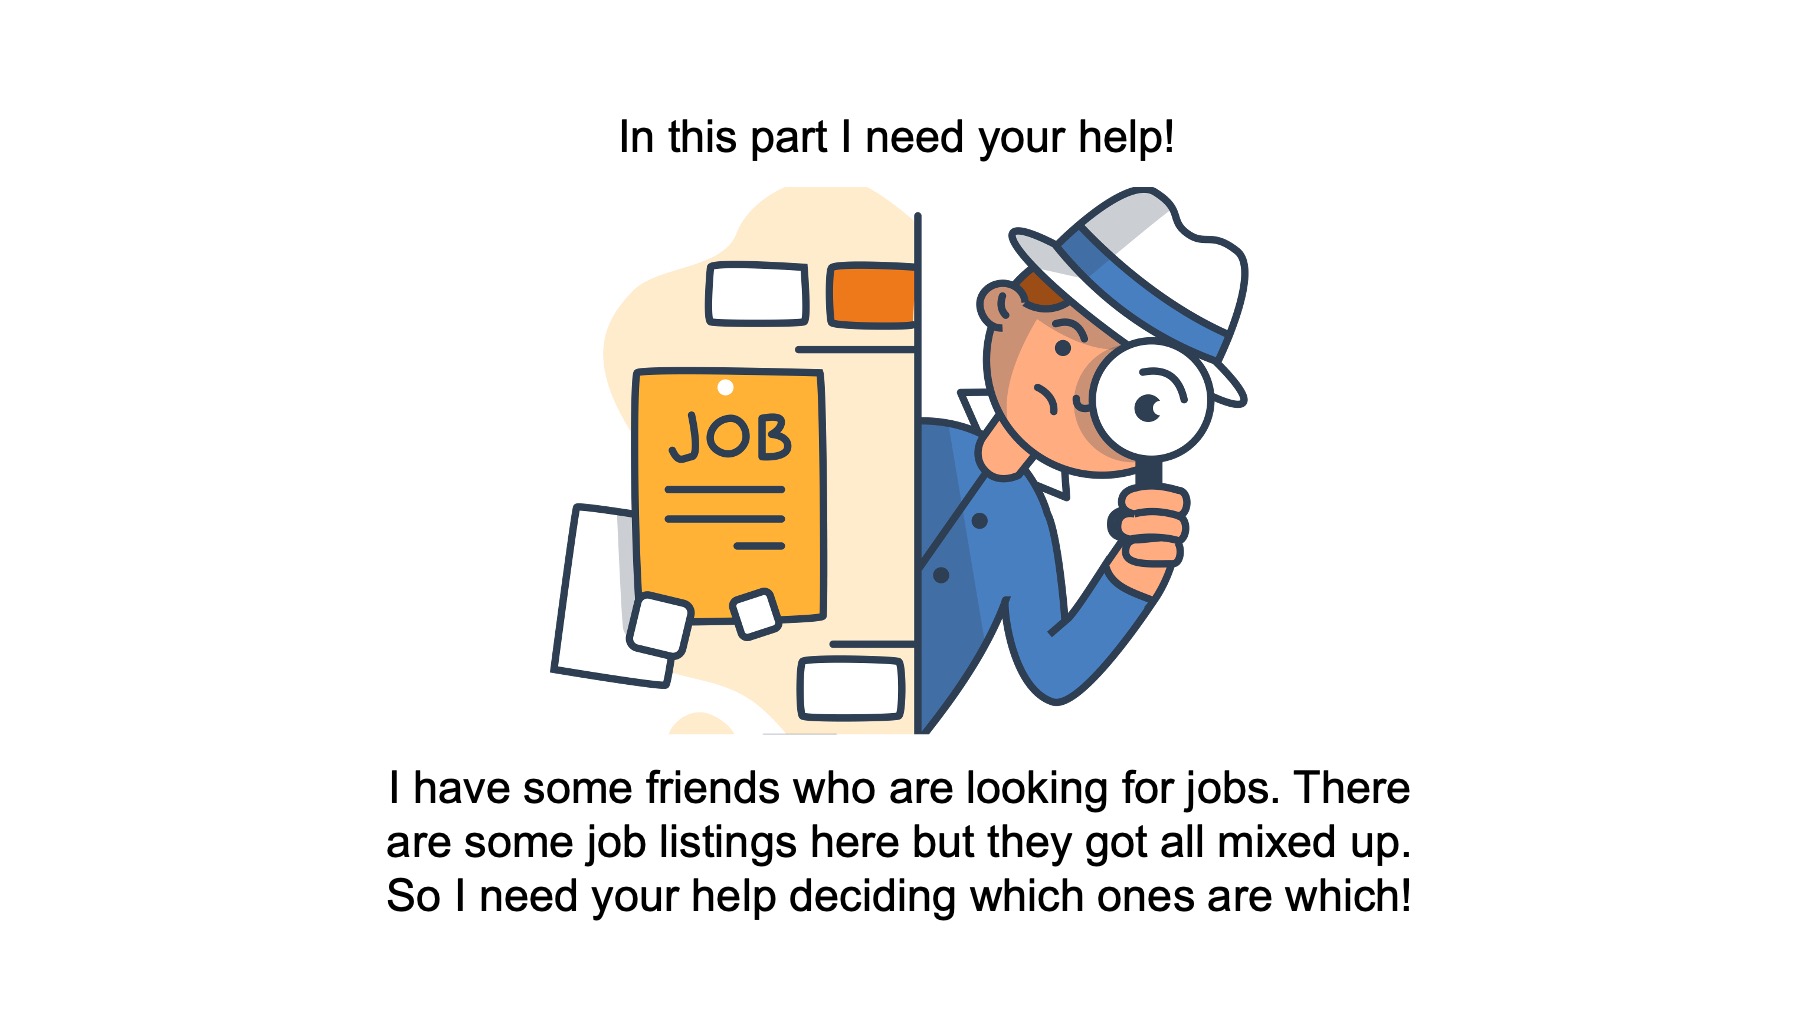 In this part I need your help!
JOB
I have some friends who are looking for jobs. There
are some job listings here but they got all mixed up.
So I need your help deciding which ones are which!